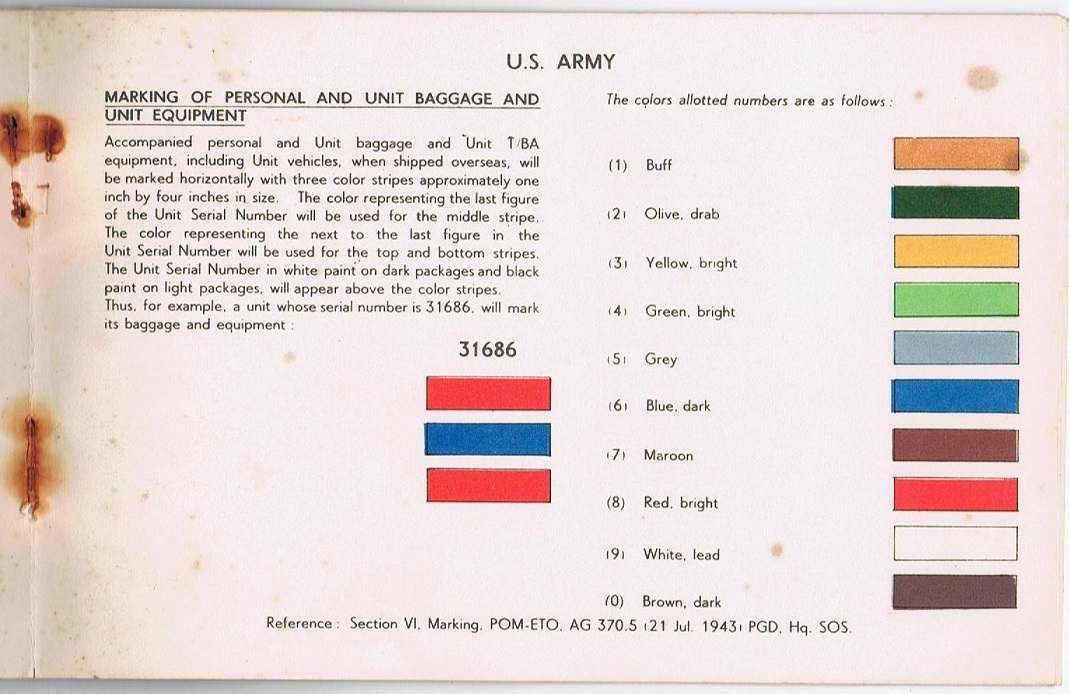 U.S. ARMY
MARKING OF PERSONAL AND UNIT BAGGAGE AND
UNIT EQUIPMENT
Accompanied personal and Unit baggage and Unit T/BA
equipment, including Unit vehicles, when shipped overseas, will
be marked horizontally with three color stripes approximately one
inch by four inches in size. The color representing the last figure
of the Unit Serial Number will be used for the middle stripe.
The color representing the next to the last figure in the
Unit Serial Number will be used for the top and bottom stripes.
The Unit Serial Number in white paint on dark packages and black
paint on light packages, will appear above the color stripes.
Thus, for example, a unit whose serial number is 31686, will mark
its baggage and equipment :
31686
The colors allotted numbers are as follows :
(1) Buff
(2) Olive, drab
(3) Yellow, bright
(4) Green, bright
(5) Grey
(6) Blue, dark
(7) Maroon
(8) Red, bright
(9) White, lead
(0) Brown, dark
Reference : Section VI, Marking, POM-ETO, AG 370.5 (21 Jul. 1943) PGD, Hq. SOS.